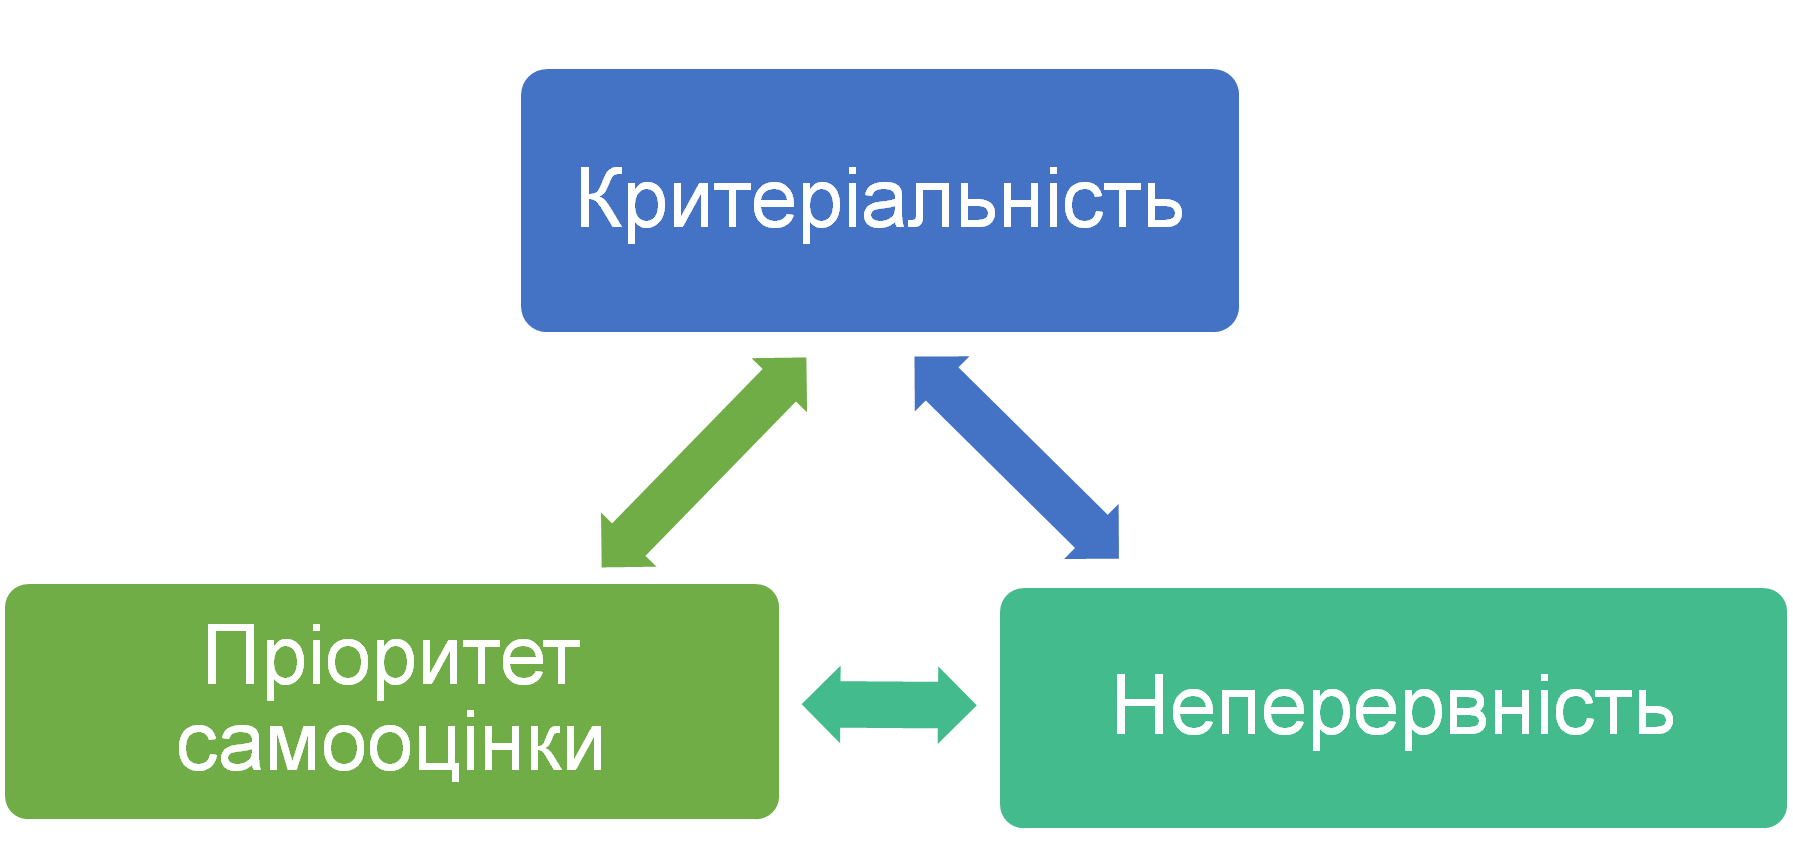 Критеріальність
Пріоритет
самооцінки
Неперервність